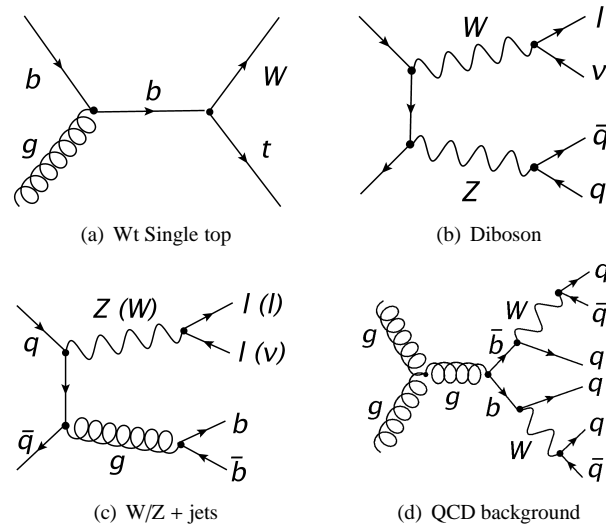 b
b
g
W
t
(a) Wt Single top
W
l
ν
q̄
Z
q
(b) Diboson
Z (W)
l (l)
q
l (ν)
q̄
g
b
b̄
(c) W/Z + jets
q
W
q̄
g
b̄
q
g
g
b
q
W
q
q̄
(d) QCD background